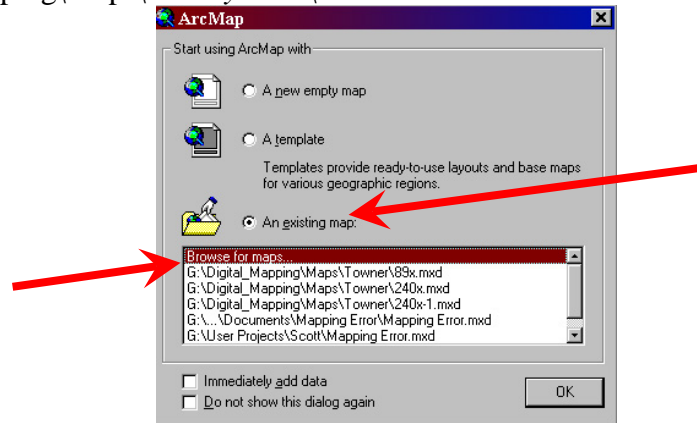 ArcMap
Start using ArcMap with
A new empty map
A template
Templates provide ready-to-use layouts and base maps
for various geographic regions.
An existing map:
Browse for maps...
G:\Digital_Mapping\Maps\Towner\89x.mxd
G:\Digital_Mapping\Maps\Towner\240x.mxd
G:\Digital_Mapping\Maps\Towner\240x-1.mxd
G:\...\Documents\Mapping Error\Mapping Error.mxd
G:\User Projects\Scott\Mapping Error.mxd
Immediately add data
Do not show this dialog again
OK